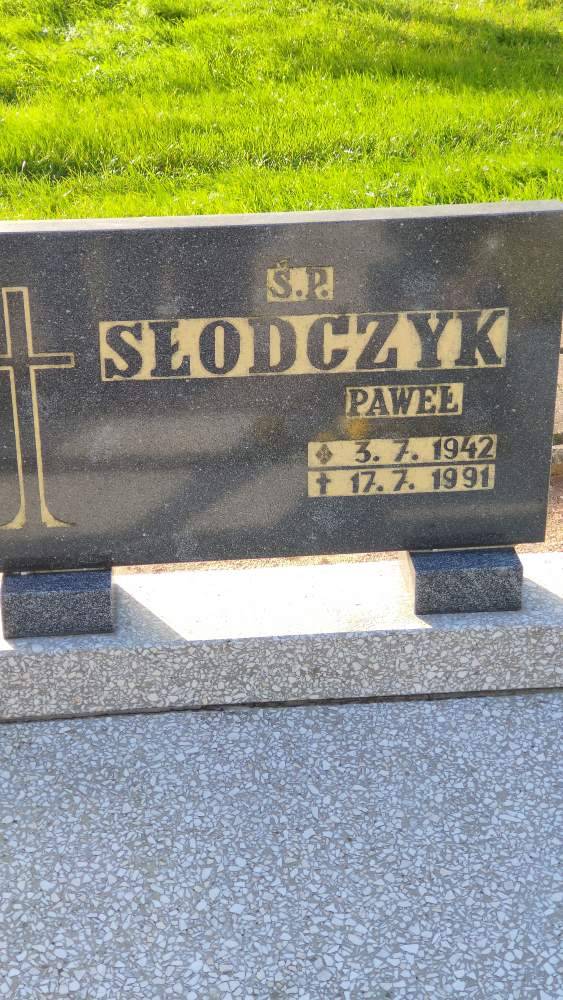 Ś.P.
SŁODCZYK
PAWEŁ
3. 7. 1942
✝ 17. 7. 1991